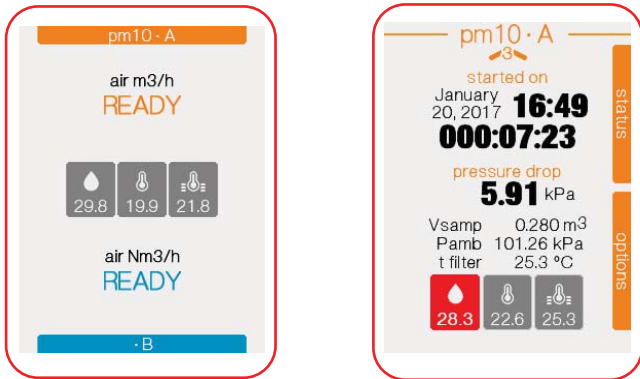 pm10 · A
air m3/h
READY
29.8 19.9 21.8
air Nm3/h
READY
· B
pm10 · A
3
started on
January
20, 2017 16:49
000:07:23
pressure drop
5.91 kPa
Vsamp 0.280 m3
Pamb 101.26 kPa
t filter 25.3 °C
28.3 22.6 25.3
status
options